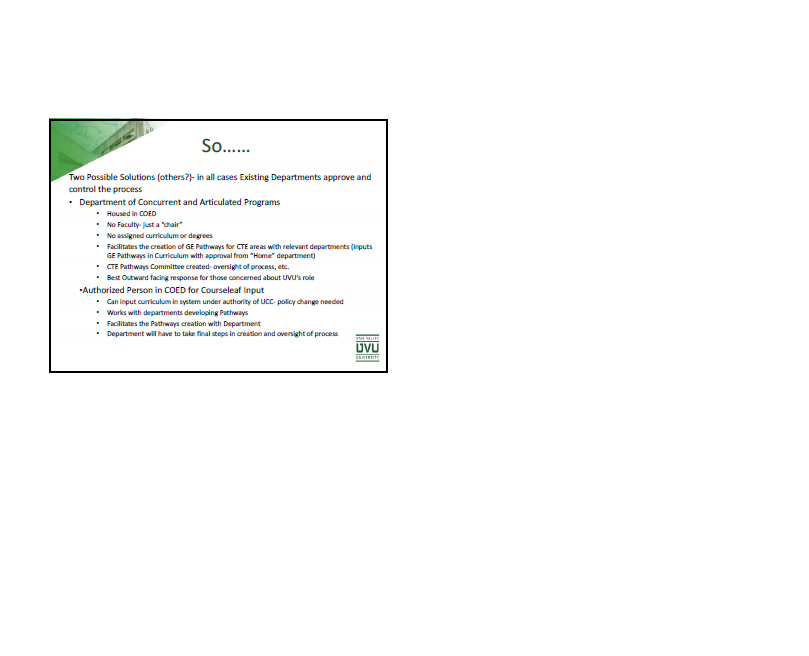 So......
Two Possible Solutions (others?)- in all cases Existing Departments approve and
control the process
• Department of Concurrent and Articulated Programs
• Housed in COED
• No Faculty- just a “chair”
• No assigned curriculum or degrees
• Facilitates the creation of GE Pathways for CTE areas with relevant departments (inputs
GE Pathways in Curriculum with approval from “Home” department)
• CTE Pathways Committee created- oversight of process, etc.
• Best Outward facing response for those concerned about UVU’s role
•Authorized Person in COED for Courseleaf Input
• Can input curriculum in system under authority of UCC- policy change needed
• Works with departments developing Pathways
• Facilitates the Pathways creation with Department
• Department will have to take final steps in creation and oversight of process
UTAH VALLEY
UVU
UNIVERSITY